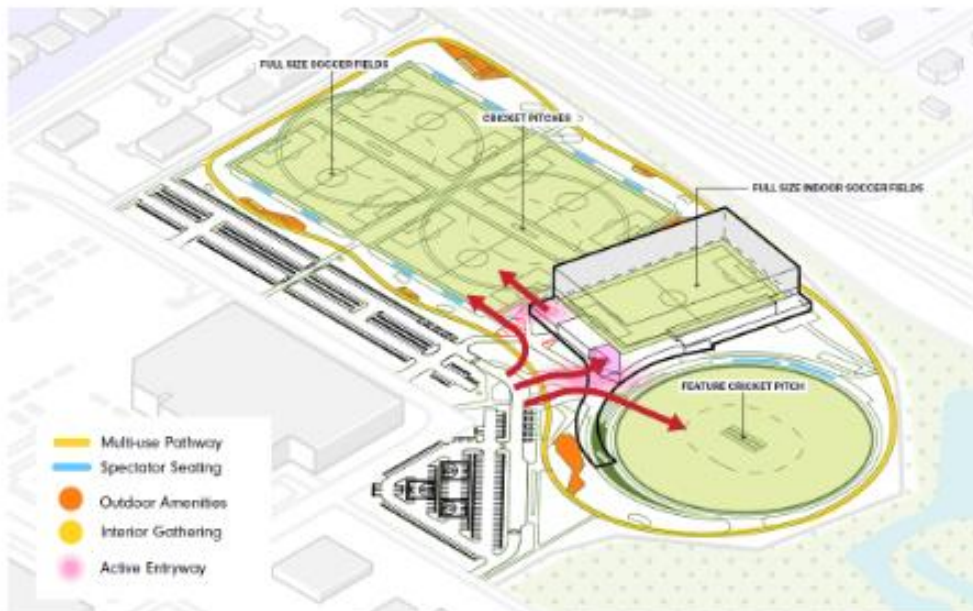 FULL SIZE SOCCER FIELDS
CRICKET PITCHES
FULL SIZE INDOOR SOCCER FIELDS
FEATURE CRICKET PITCH
Multi-use Pathway
Spectator Seating
Outdoor Amenities
Interior Gathering
Active Entryway